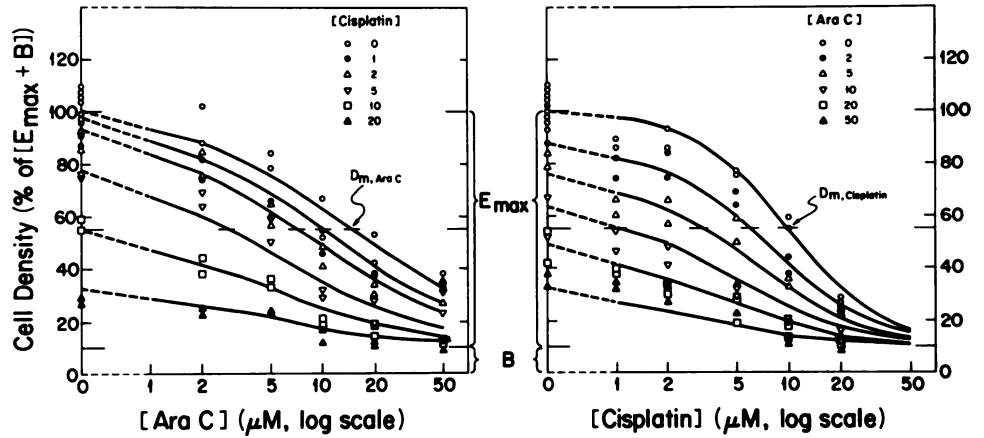 Cell Density (% of [Emax + B])
120
100
80
60
40
20
0
[Cisplatin]
0
1
2
5
10
20
Dm, Ara C
0 1 2 5 10 20 50
[Ara C] (μM, log scale)
Emax
B
[Ara C]
0
2
5
10
20
50
Dm, Cisplatin
120
100
80
60
40
20
0
0 1 2 5 10 20 50
[Cisplatin] (μM, log scale)